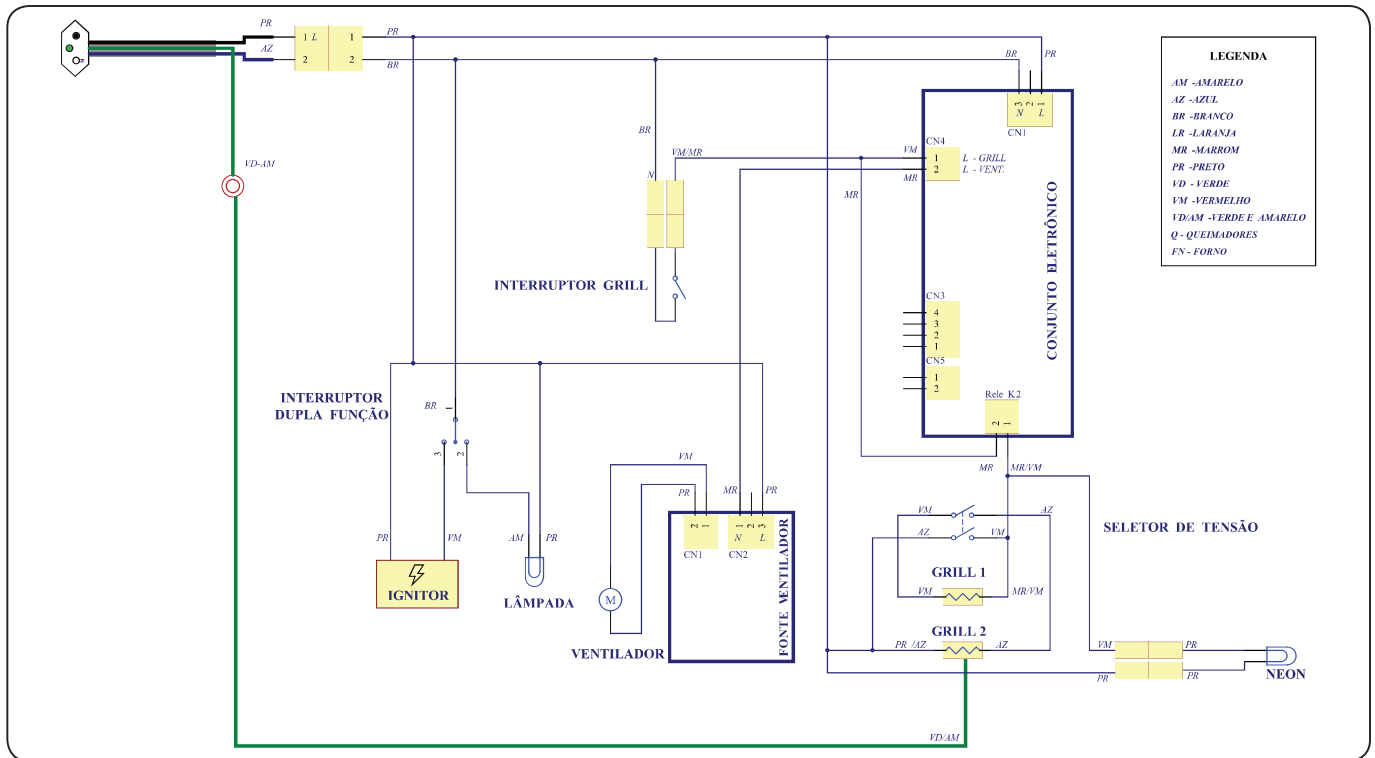 PR
AZ
1 L 1
2 2
PR
BR
BR
PR
3 2 1
N L
CN1
LEGENDA
AM -AMARELO
AZ -AZUL
BR -BRANCO
LR -LARANJA
MR -MARROM
PR -PRETO
VD - VERDE
VM -VERMELHO
VD/AM -VERDE E AMARELO
Q - QUEIMADORES
FN - FORNO
VD-AM
BR
VM/MR
N
MR
CN4
VM
1 L - GRILL
2 L - VENT.
MR
CONJUNTO ELETRÔNICO
INTERRUPTOR GRILL
CN3
4
3
2
1
CN5
1
2
Rele K2
2 1
MR
MR/VM
INTERRUPTOR
DUPLA FUNÇÃO
BR
1
3
2
PR
VM
IGNITOR
AM
PR
LÂMPADA
VM
PR
MR
PR
2 1
CN1
1 2 3
N L
CN2
FONTE VENTILADOR
M
VENTILADOR
VM
AZ
AZ
VM
SELETOR DE TENSÃO
GRILL 1
VM
MR/VM
GRILL 2
PR /AZ
AZ
VM
PR
PR
PR
NEON
VD/AM